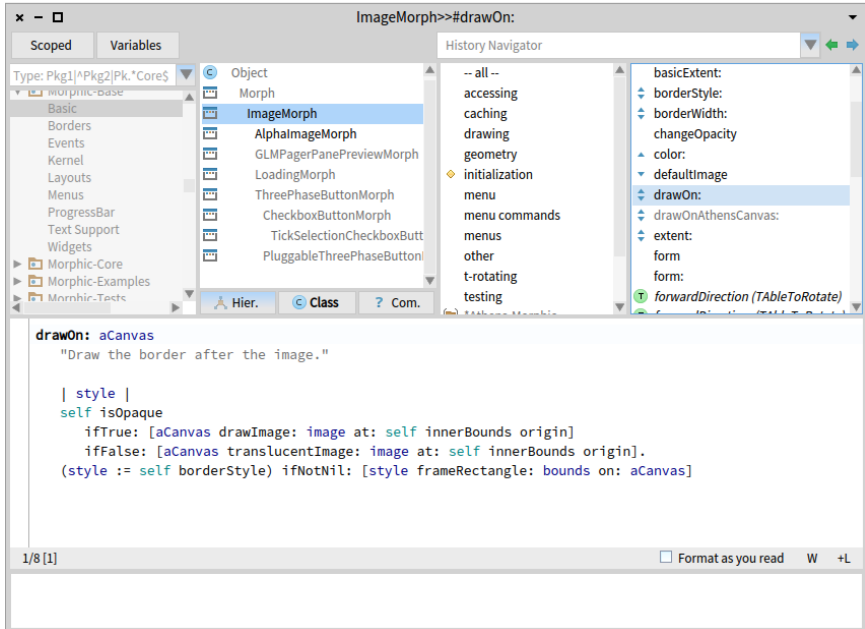 ImageMorph>>#drawOn:
Scoped
Variables
History Navigator
Type: Pkg1|^Pkg2|Pk.*Core$
Morphic-Base
Basic
Borders
Events
Kernel
Layouts
Menus
ProgressBar
Text Support
Widgets
Morphic-Core
Morphic-Examples
Morphic-Tests
Object
Morph
ImageMorph
AlphaImageMorph
GLMPagerPanePreviewMorph
LoadingMorph
ThreePhaseButtonMorph
CheckboxButtonMorph
TickSelectionCheckboxButt
PluggableThreePhaseButton
Hier.
Class
? Com.
-- all --
accessing
caching
drawing
geometry
initialization
menu
menu commands
menus
other
t-rotating
testing
*Athens-Morphic
basicExtent:
borderStyle:
borderWidth:
changeOpacity
color:
defaultImage
drawOn:
drawOnAthensCanvas:
extent:
form
form:
forwardDirection (TAbleToRotate)
drawOn: aCanvas
"Draw the border after the image."
| style |
self isOpaque
ifTrue: [aCanvas drawImage: image at: self innerBounds origin]
ifFalse: [aCanvas translucentImage: image at: self innerBounds origin].
(style := self borderStyle) ifNotNil: [style frameRectangle: bounds on: aCanvas]
1/8 [1]
Format as you read
W
+L